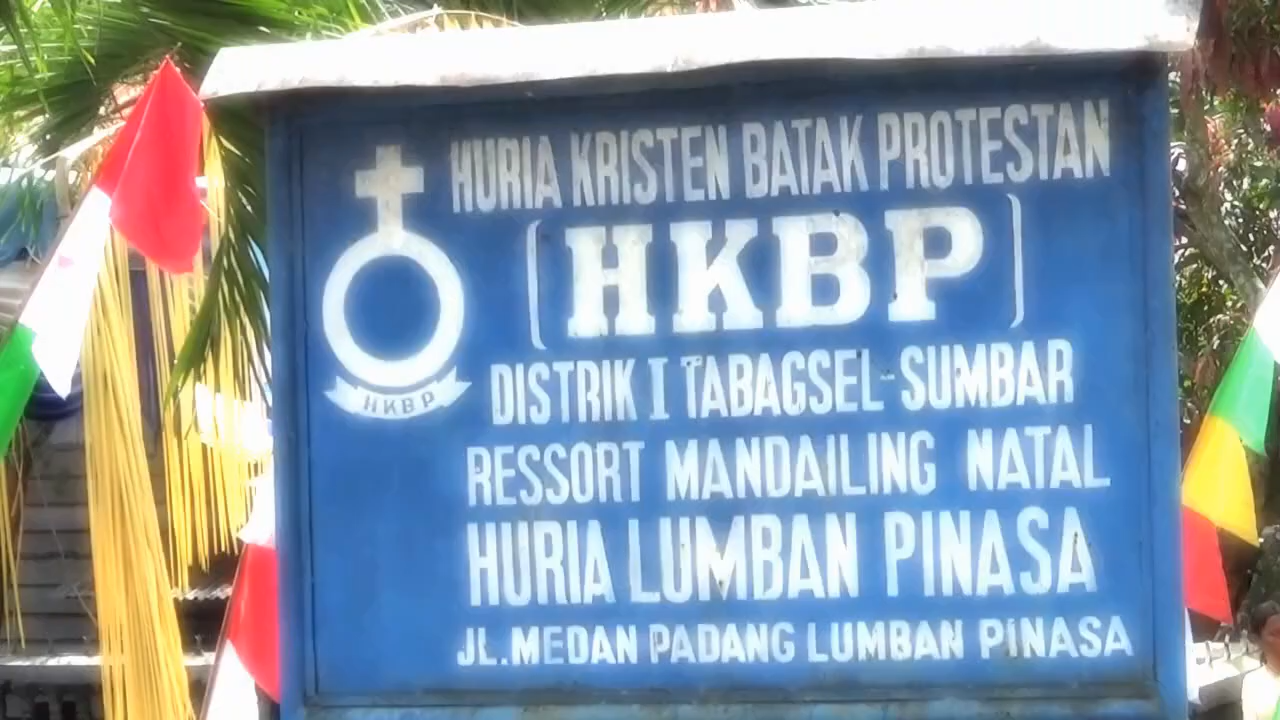 HURIA KRISTEN BATAK PROTESTAN
(HKBP)
DISTRIK I TABAGSEL-SUMBAR
RESSORT MANDAILING NATAL
HURIA LUMBAN PINASA
JL.MEDAN PADANG LUMBAN PINASA
HKBP